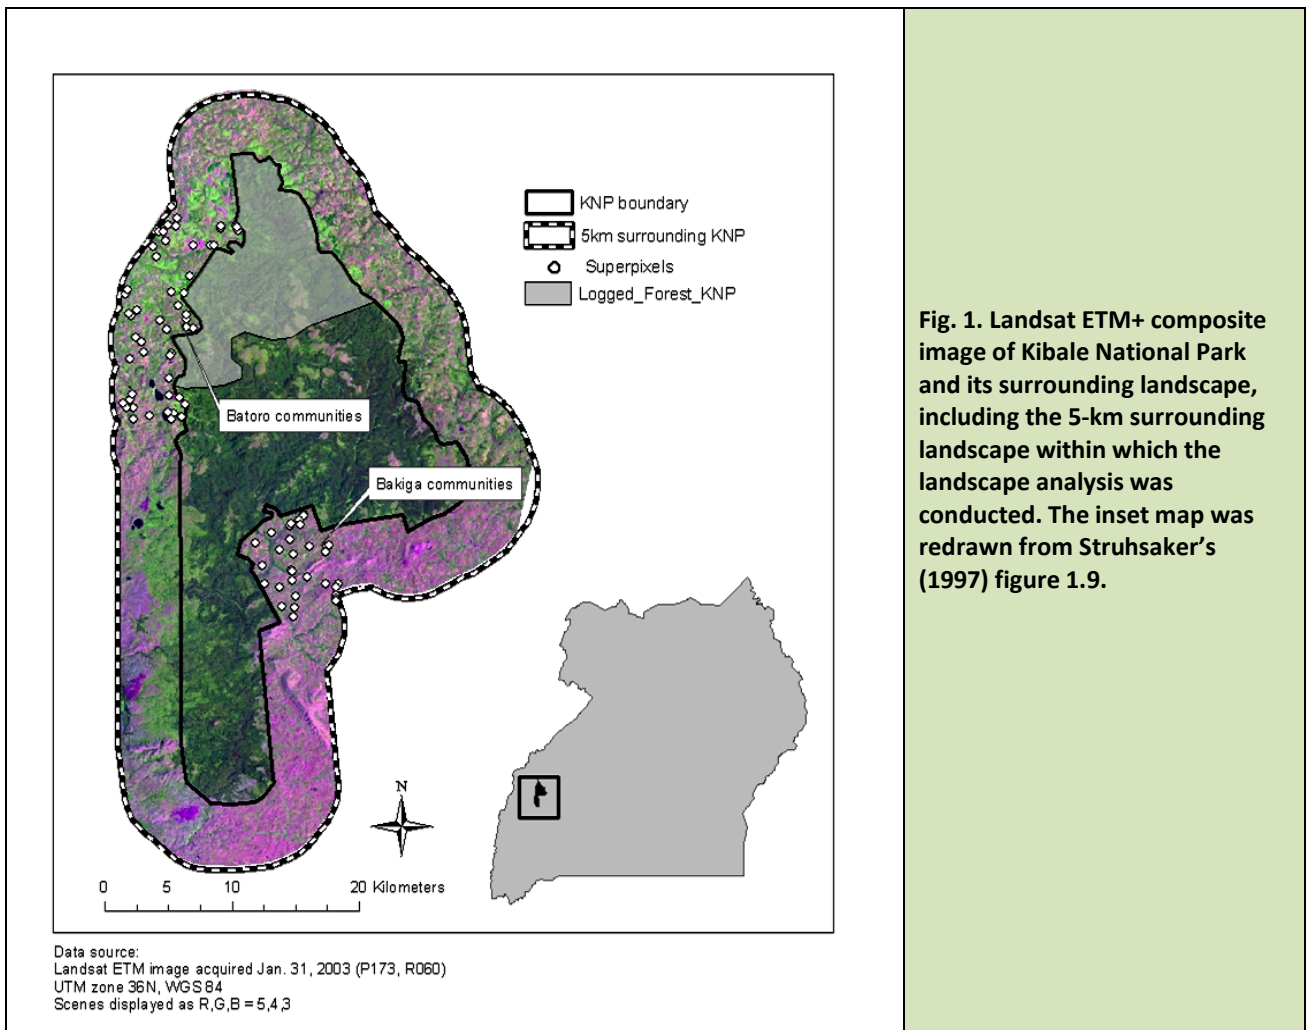 KNP boundary
5km surrounding KNP
Superpixels
Logged_Forest_KNP
Batoro communities
Bakiga communities
N
0 5 10 20 Kilometers
Data source:
Landsat ETM image acquired Jan. 31, 2003 (P173, R060)
UTM zone 36N, WGS 84
Scenes displayed as R,G,B = 5,4,3
Fig. 1. Landsat ETM+ composite
image of Kibale National Park
and its surrounding landscape,
including the 5-km surrounding
landscape within which the
landscape analysis was
conducted. The inset map was
redrawn from Struhsaker’s
(1997) figure 1.9.